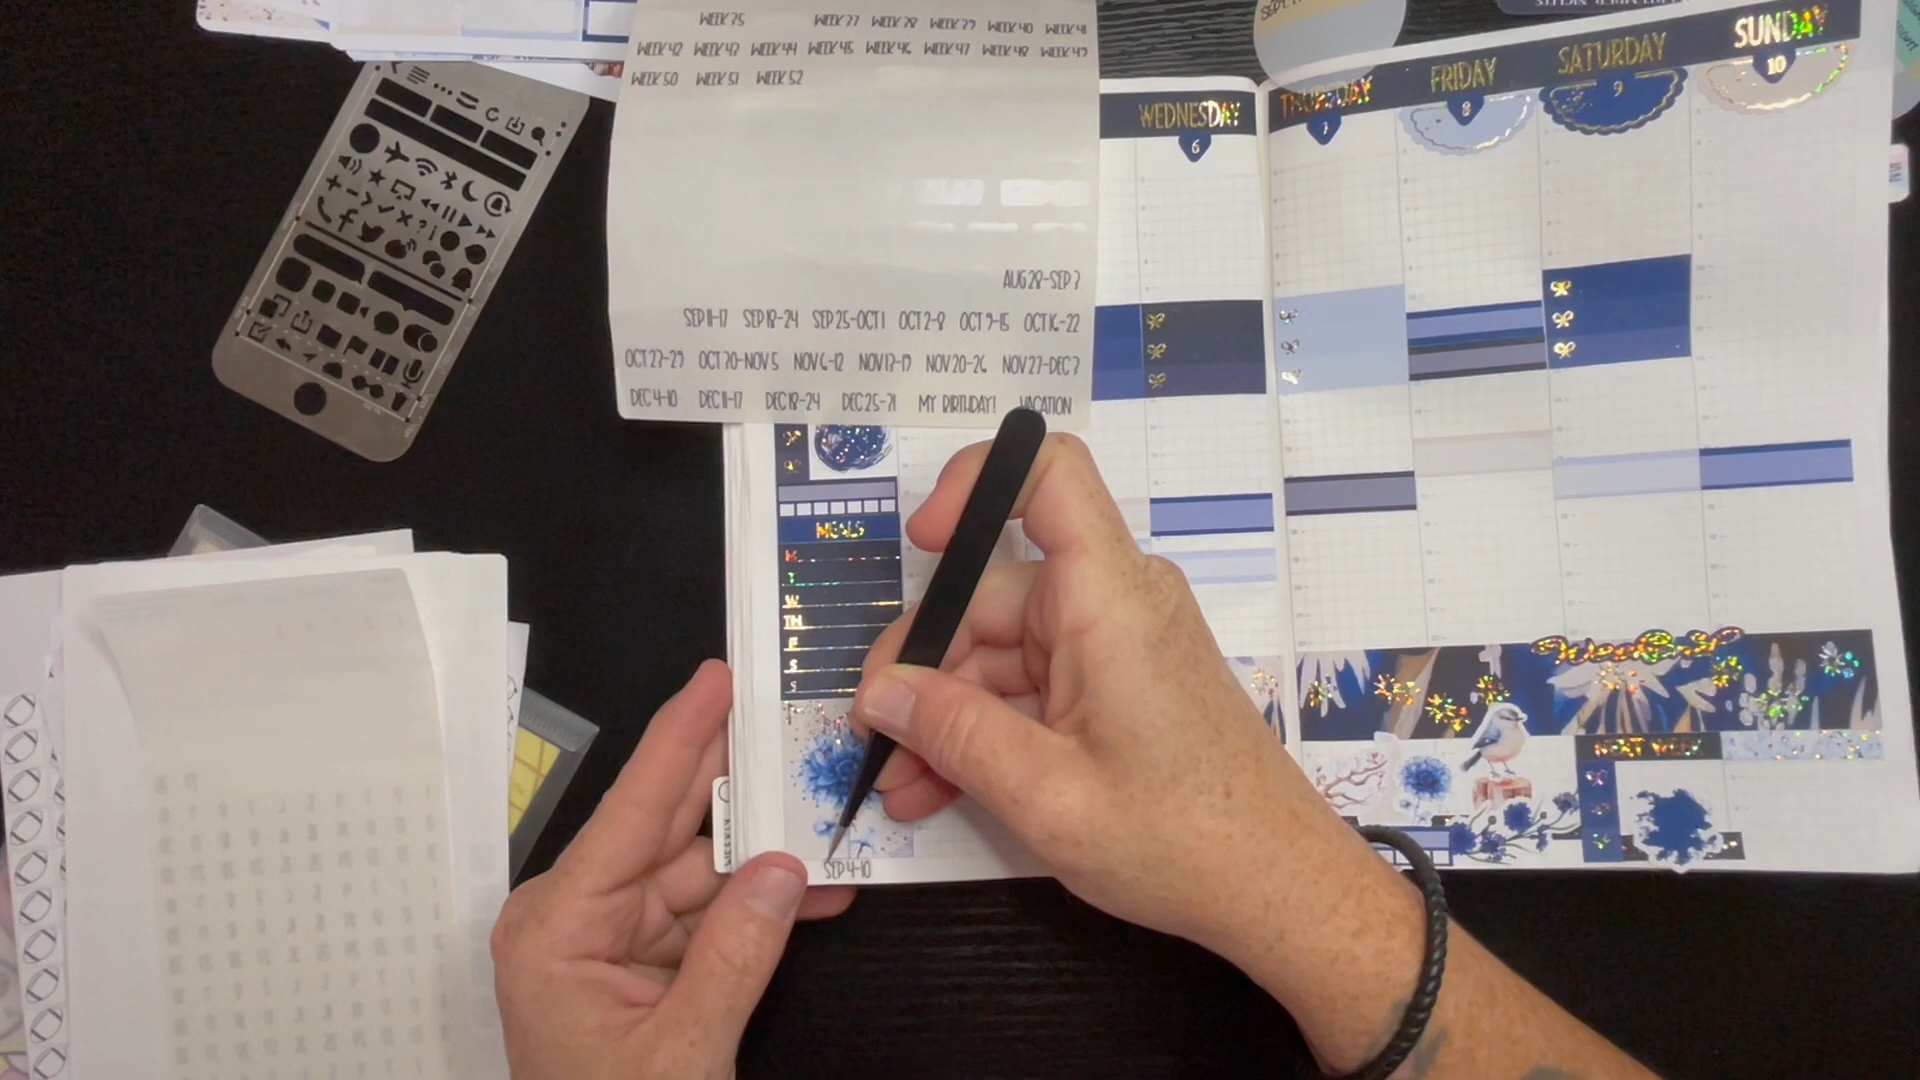 WEEK 35 WEEK 37 WEEK 38 WEEK 39 WEEK 40 WEEK 41
WEEK 42 WEEK 43 WEEK 44 WEEK 45 WEEK 46 WEEK 47 WEEK 48 WEEK 49
WEEK 50 WEEK 51 WEEK 52
AUG 28-SEP 3
SEP 11-17 SEP 18-24 SEP 25-OCT 1 OCT 2-8 OCT 9-15 OCT 16-22
OCT 23-29 OCT 30-NOV 5 NOV 6-12 NOV 13-19 NOV 20-26 NOV 27-DEC 3
DEC 4-10 DEC 11-17 DEC 18-24 DEC 25-31 MY BIRTHDAY! VACATION
WEDNESDAY
6
THURSDAY
7
FRIDAY
8
SATURDAY
9
SUNDAY
10
MEALS
M
T
W
TH
F
S
S
SEP 4-10
WEEKLY
NEXT WEEK